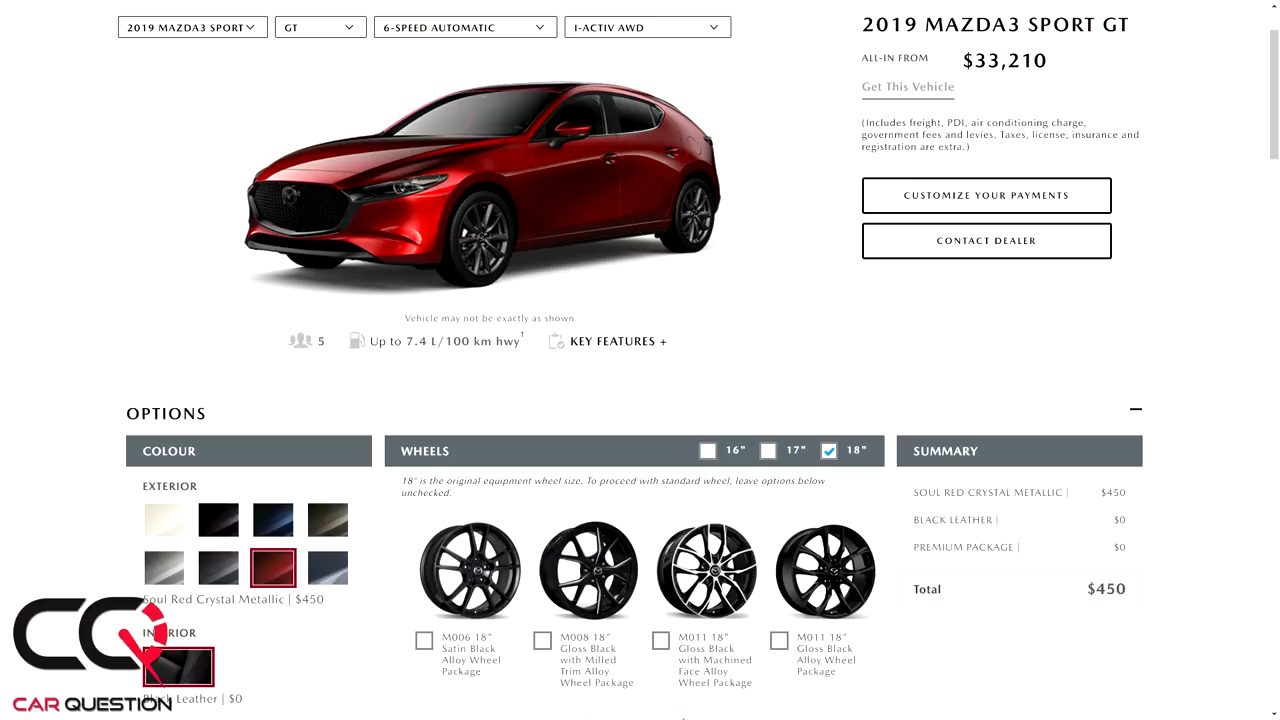 2019 MAZDA3 SPORT
GT
6-SPEED AUTOMATIC
I-ACTIV AWD
2019 MAZDA3 SPORT GT
ALL-IN FROM $33,210
Get This Vehicle
(Includes freight, PDI, air conditioning charge,
government fees and levies. Taxes, license, insurance and
registration are extra.)
CUSTOMIZE YOUR PAYMENTS
CONTACT DEALER
Vehicle may not be exactly as shown
5
Up to 7.4 L/100 km hwy†
KEY FEATURES +
OPTIONS
COLOUR
EXTERIOR
Soul Red Crystal Metallic | $450
Black Leather | $0
WHEELS
16"
17"
18"
18" is the original equipment wheel size. To proceed with standard wheel, leave options below
unchecked.
M006 18"
Satin Black
Alloy Wheel
Package
M008 18"
Gloss Black
with Milled
Trim Alloy
Wheel Package
M011 18"
Gloss Black
with Machined
Face Alloy
Wheel Package
M011 18"
Gloss Black
Alloy Wheel
Package
SUMMARY
SOUL RED CRYSTAL METALLIC | $450
BLACK LEATHER | $0
PREMIUM PACKAGE | $0
Total $450
CQ
CAR QUESTION